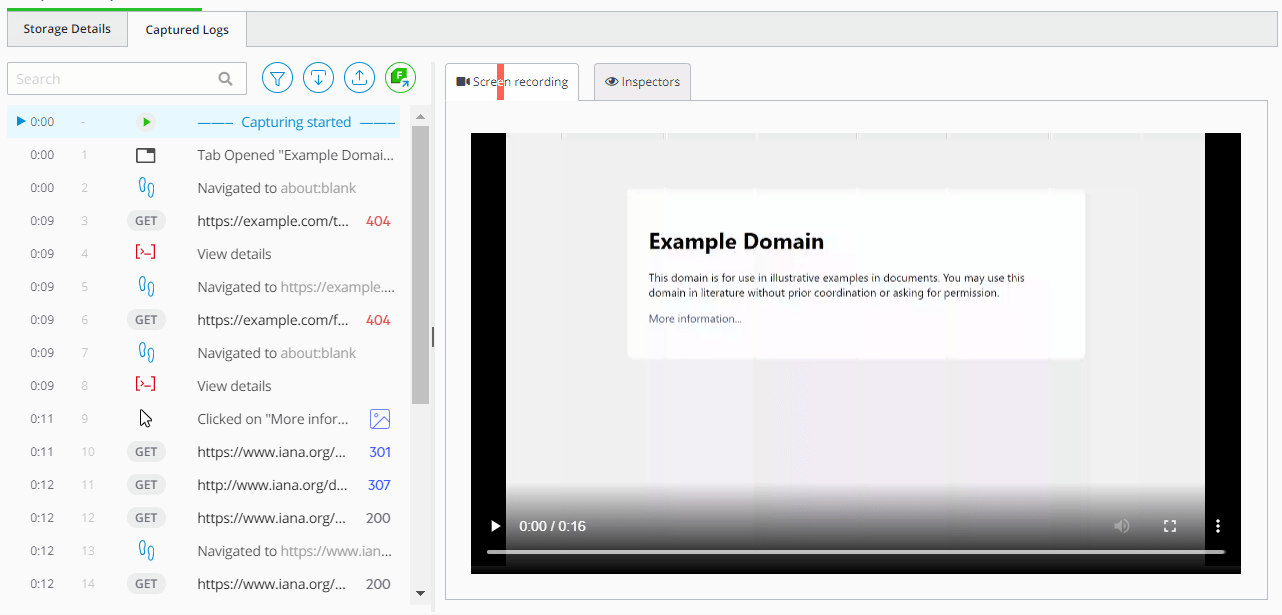 Storage Details
Captured Logs
Search
Screen recording
Inspectors
0:00 - Capturing started
0:00 1 Tab Opened "Example Domai...
0:00 2 Navigated to about:blank
0:09 3 GET https://example.com/t... 404
0:09 4 View details
0:09 5 Navigated to https://example....
0:09 6 GET https://example.com/f... 404
0:09 7 Navigated to about:blank
0:09 8 View details
0:11 9 Clicked on "More infor...
0:11 10 GET https://www.iana.org/... 301
0:12 11 GET http://www.iana.org/d... 307
0:12 12 GET https://www.iana.org/... 200
0:12 13 Navigated to https://www.ian...
0:12 14 GET https://www.iana.org/... 200
Example Domain
This domain is for use in illustrative examples in documents. You may use this
domain in literature without prior coordination or asking for permission.
More information...
0:00 / 0:16